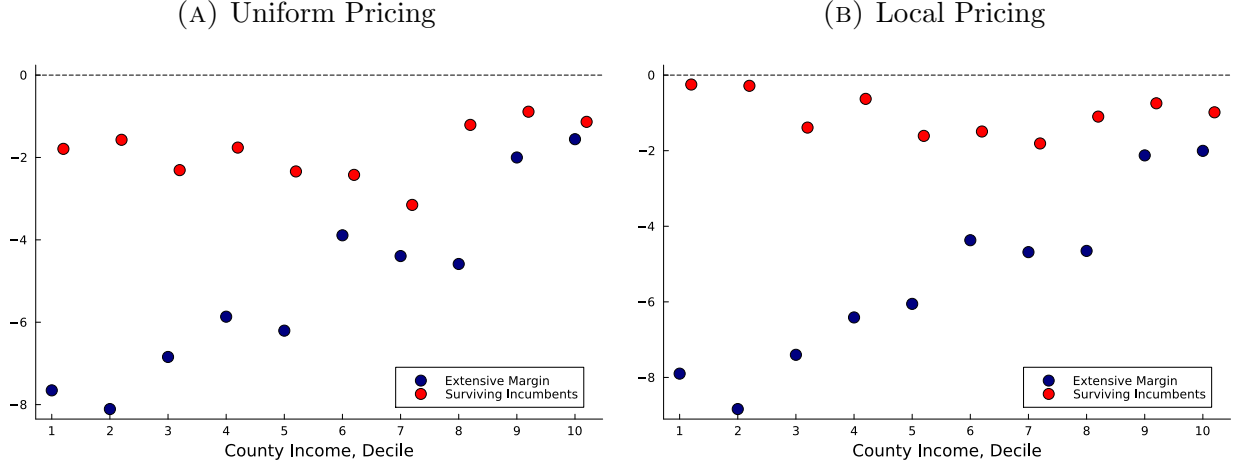 (A) Uniform Pricing
0
−2
−4
−6
−8
Extensive Margin
Surviving Incumbents
1 2 3 4 5 6 7 8 9 10
County Income, Decile
(B) Local Pricing
0
−2
−4
−6
−8
Extensive Margin
Surviving Incumbents
1 2 3 4 5 6 7 8 9 10
County Income, Decile